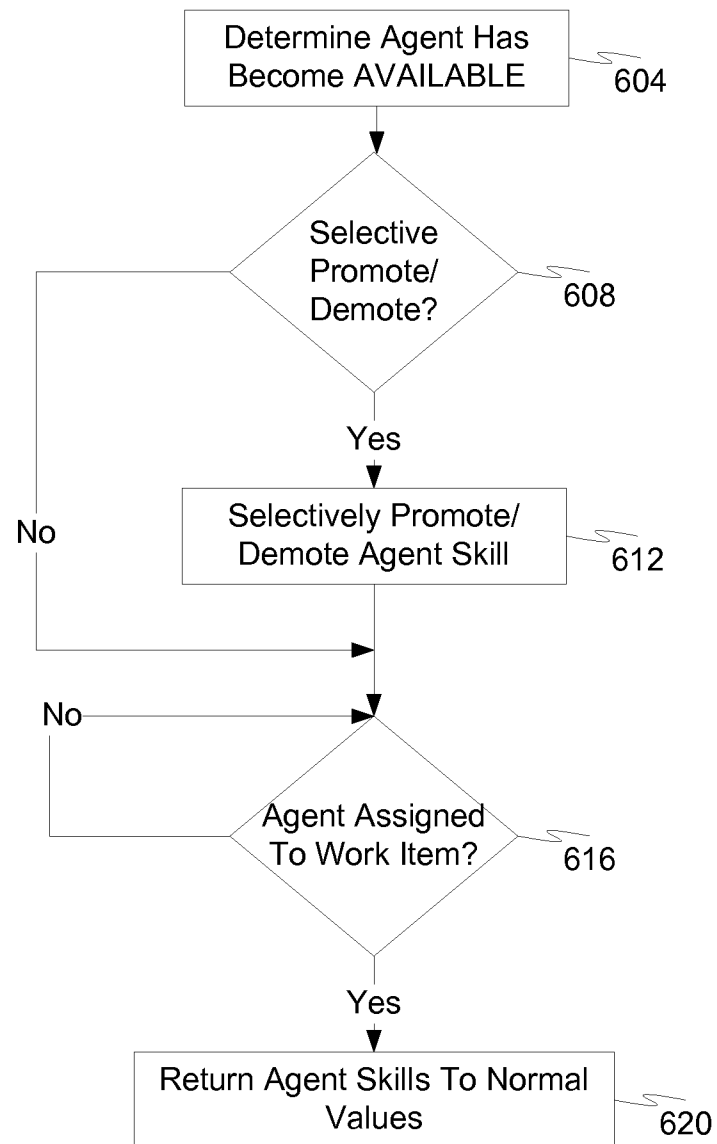 Determine Agent Has
Become AVAILABLE
604
Selective
Promote/
Demote?
608
Yes
Selectively Promote/
Demote Agent Skill
612
No
No
Agent Assigned
To Work Item?
616
Yes
Return Agent Skills To Normal
Values
620